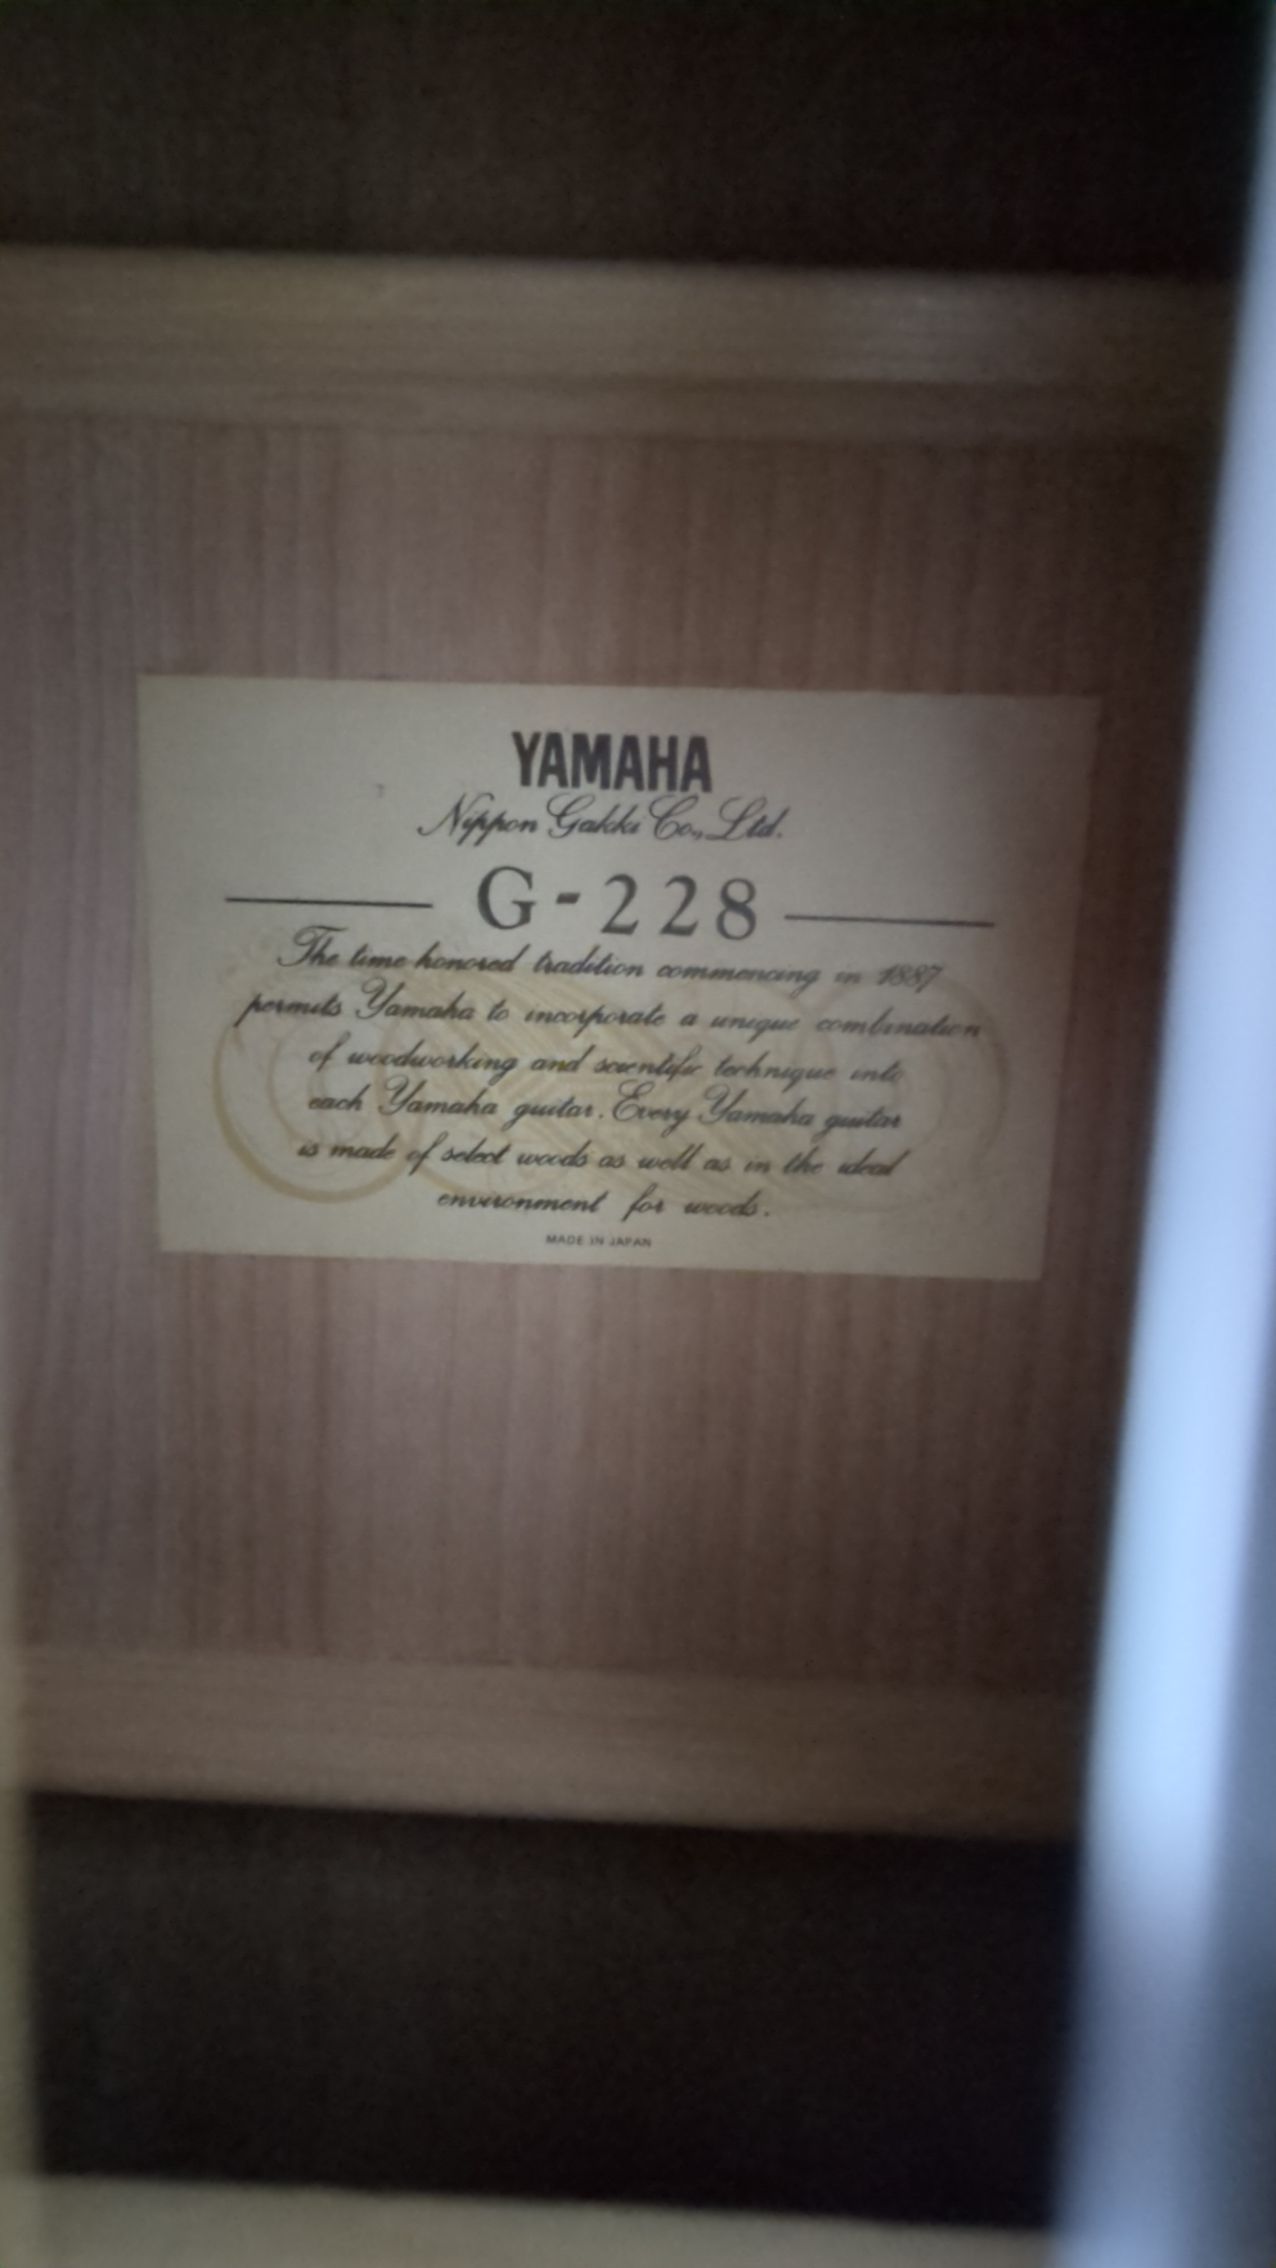 YAMAHA
Nippon Gakki Co., Ltd.
G-228
The time-honored tradition commencing in 1887
permits Yamaha to incorporate a unique combination
of woodworking and scientific technique into
each Yamaha guitar. Every Yamaha guitar
is made of select woods as well as in the ideal
environment for woods.
MADE IN JAPAN